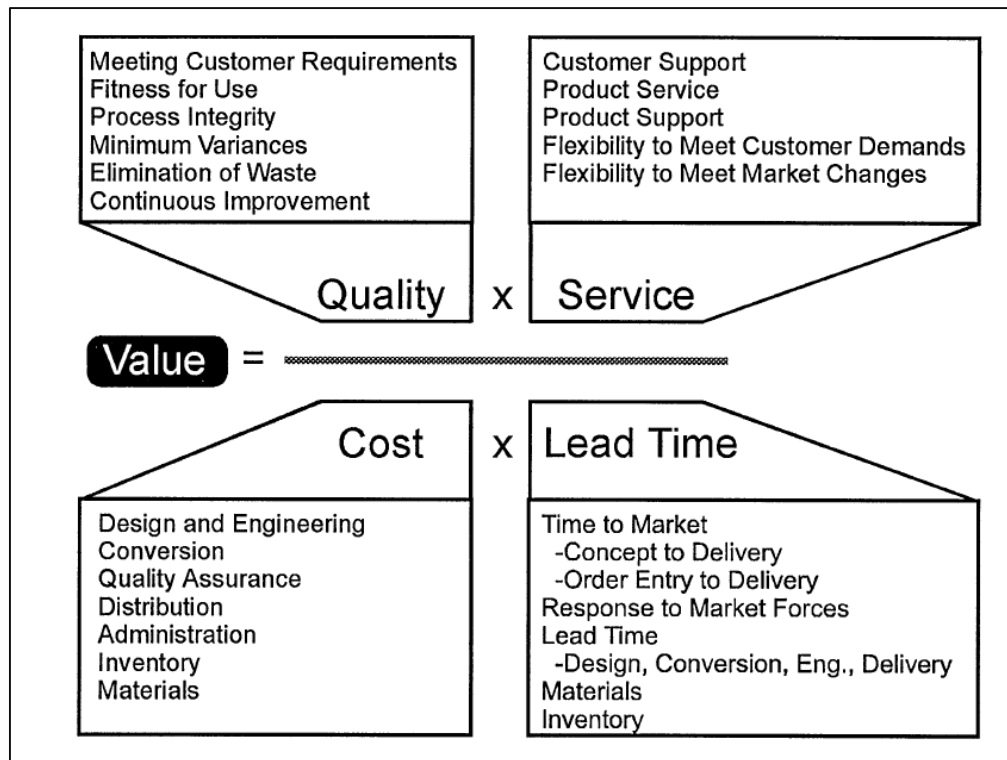 Meeting Customer Requirements
Fitness for Use
Process Integrity
Minimum Variances
Elimination of Waste
Continuous Improvement
Customer Support
Product Service
Product Support
Flexibility to Meet Customer Demands
Flexibility to Meet Market Changes
Quality x Service
Value =
Cost x Lead Time
Design and Engineering
Conversion
Quality Assurance
Distribution
Administration
Inventory
Materials
Time to Market
-Concept to Delivery
-Order Entry to Delivery
Response to Market Forces
Lead Time
-Design, Conversion, Eng., Delivery
Materials
Inventory